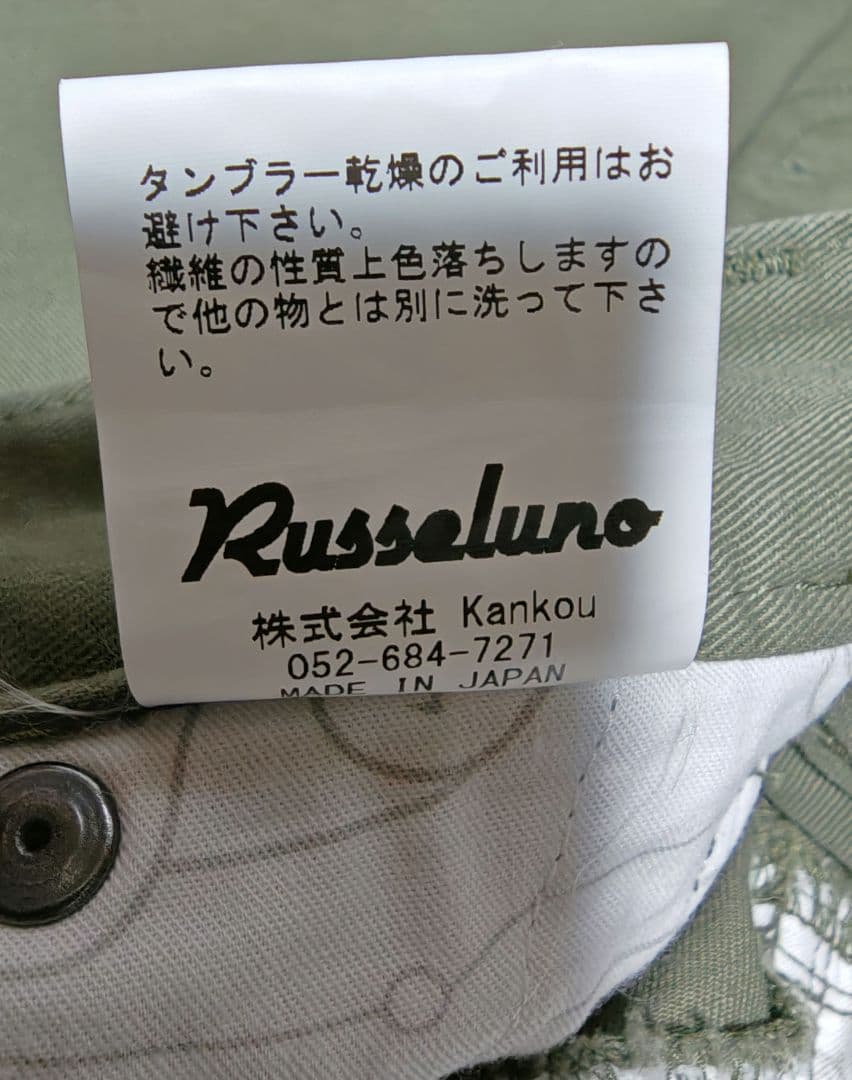 タンブラー乾燥のご利用はお
避け下さい。
繊維の性質上色落ちしますの
で他の物とは別に洗って下さ
い。
Russeluno
株式会社 Kankou
052-684-7271
MADE IN JAPAN